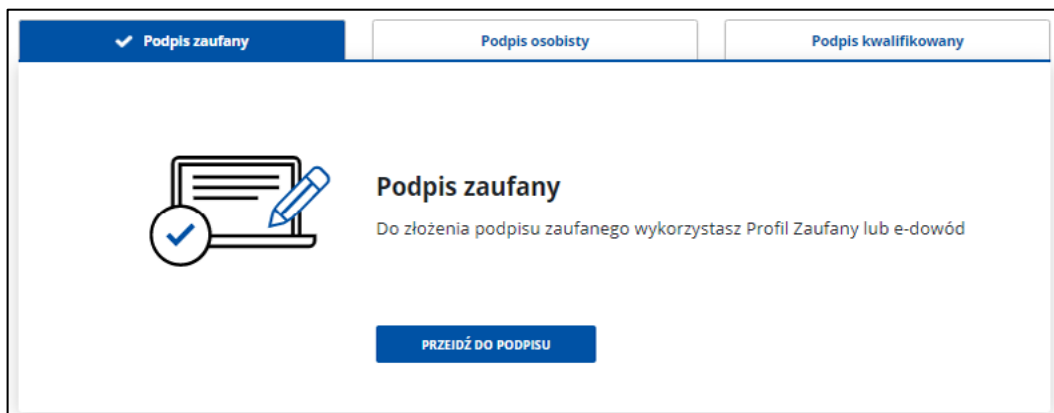 Podpis zaufany
Podpis osobisty
Podpis kwalifikowany
Podpis zaufany
Do złożenia podpisu zaufanego wykorzystasz Profil Zaufany lub e-dowód
PRZEJDŹ DO PODPISU